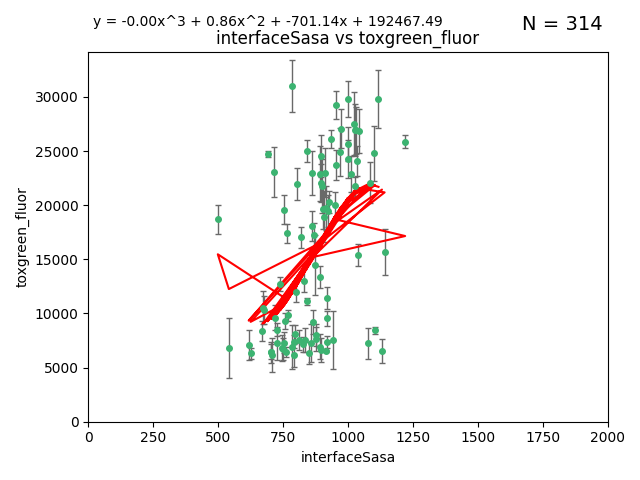 y = -0.00x^3 + 0.86x^2 + -701.14x + 192467.49
N = 314
interfaceSasa vs toxgreen_fluor
30000
25000
20000
15000
10000
5000
0
toxgreen_fluor
0 250 500 750 1000 1250 1500 1750 2000
interfaceSasa